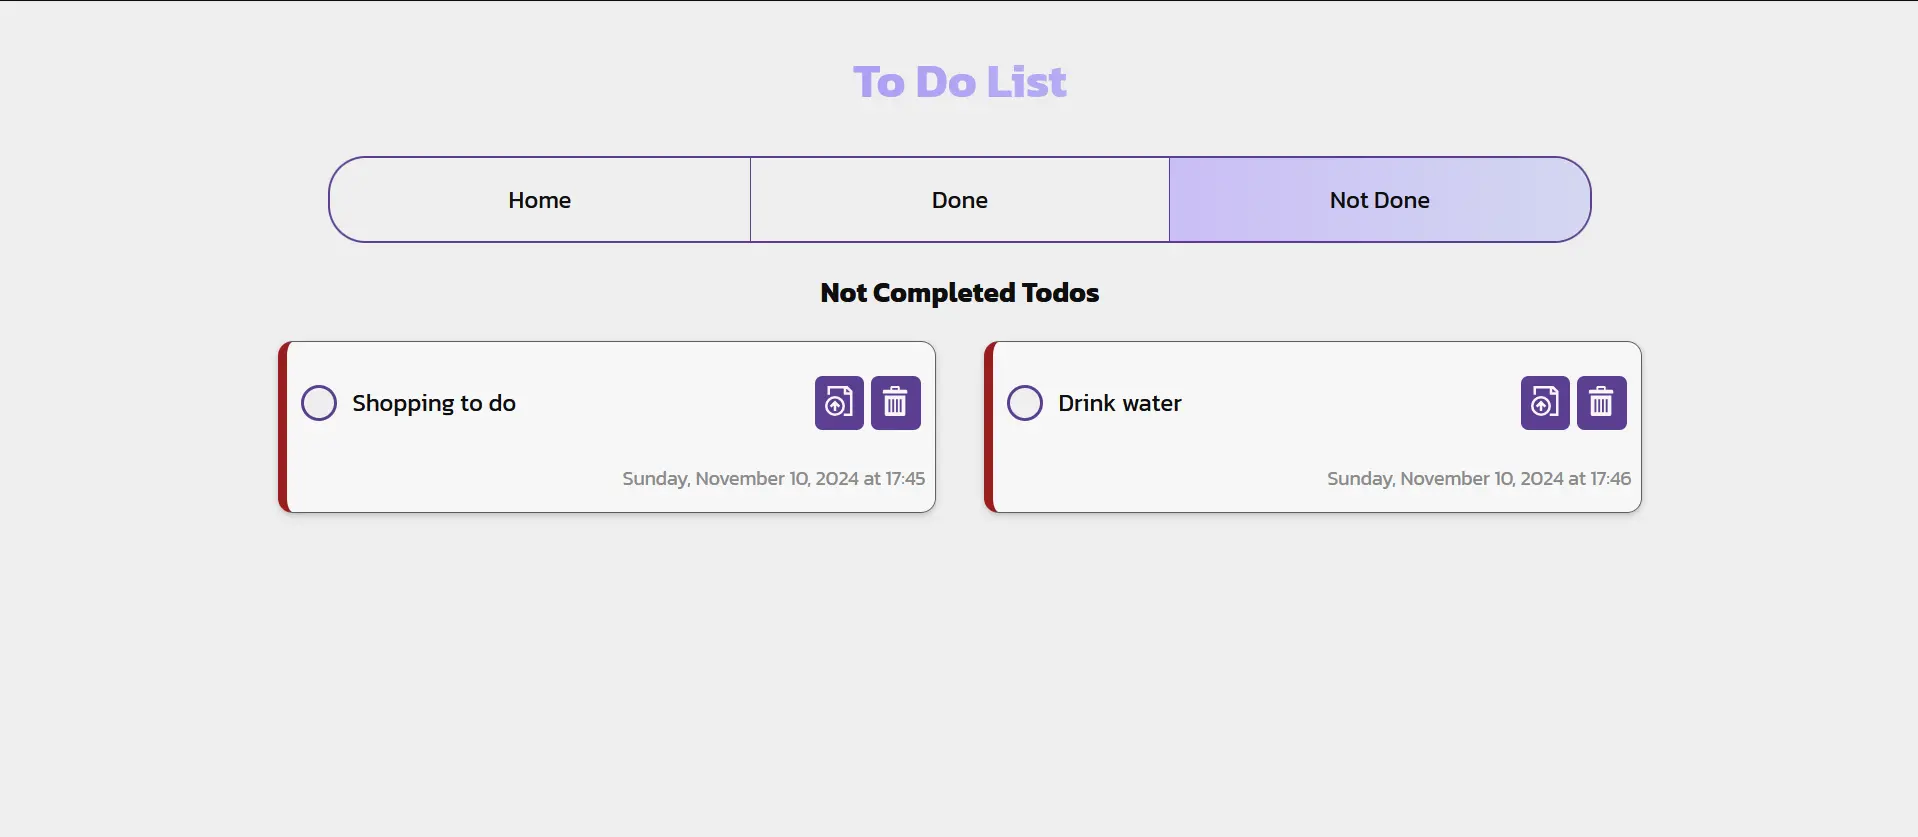 To Do List
Home
Done
Not Done
Not Completed Todos
Shopping to do
Sunday, November 10, 2024 at 17:45
Drink water
Sunday, November 10, 2024 at 17:46